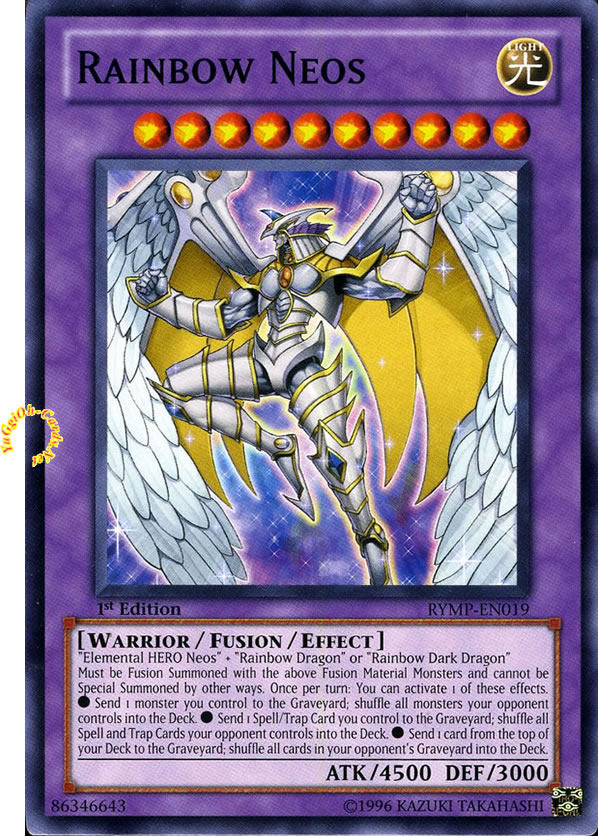 Rainbow Neos
LIGHT
光
YuGgiOh-Cards.Net
1st Edition
RYMP-EN019
[Warrior / Fusion / Effect]
"Elemental HERO Neos" + "Rainbow Dragon" or "Rainbow Dark Dragon"
Must be Fusion Summoned with the above Fusion Material Monsters and cannot be
Special Summoned by other ways. Once per turn: You can activate 1 of these effects.
● Send 1 monster you control to the Graveyard; shuffle all monsters your opponent
controls into the Deck. ● Send 1 Spell/Trap Card you control to the Graveyard; shuffle all
Spell and Trap Cards your opponent controls into the Deck. ● Send 1 card from the top of
your Deck to the Graveyard; shuffle all cards in your opponent's Graveyard into the Deck.
ATK/4500 DEF/3000
86346643
©1996 KAZUKI TAKAHASHI